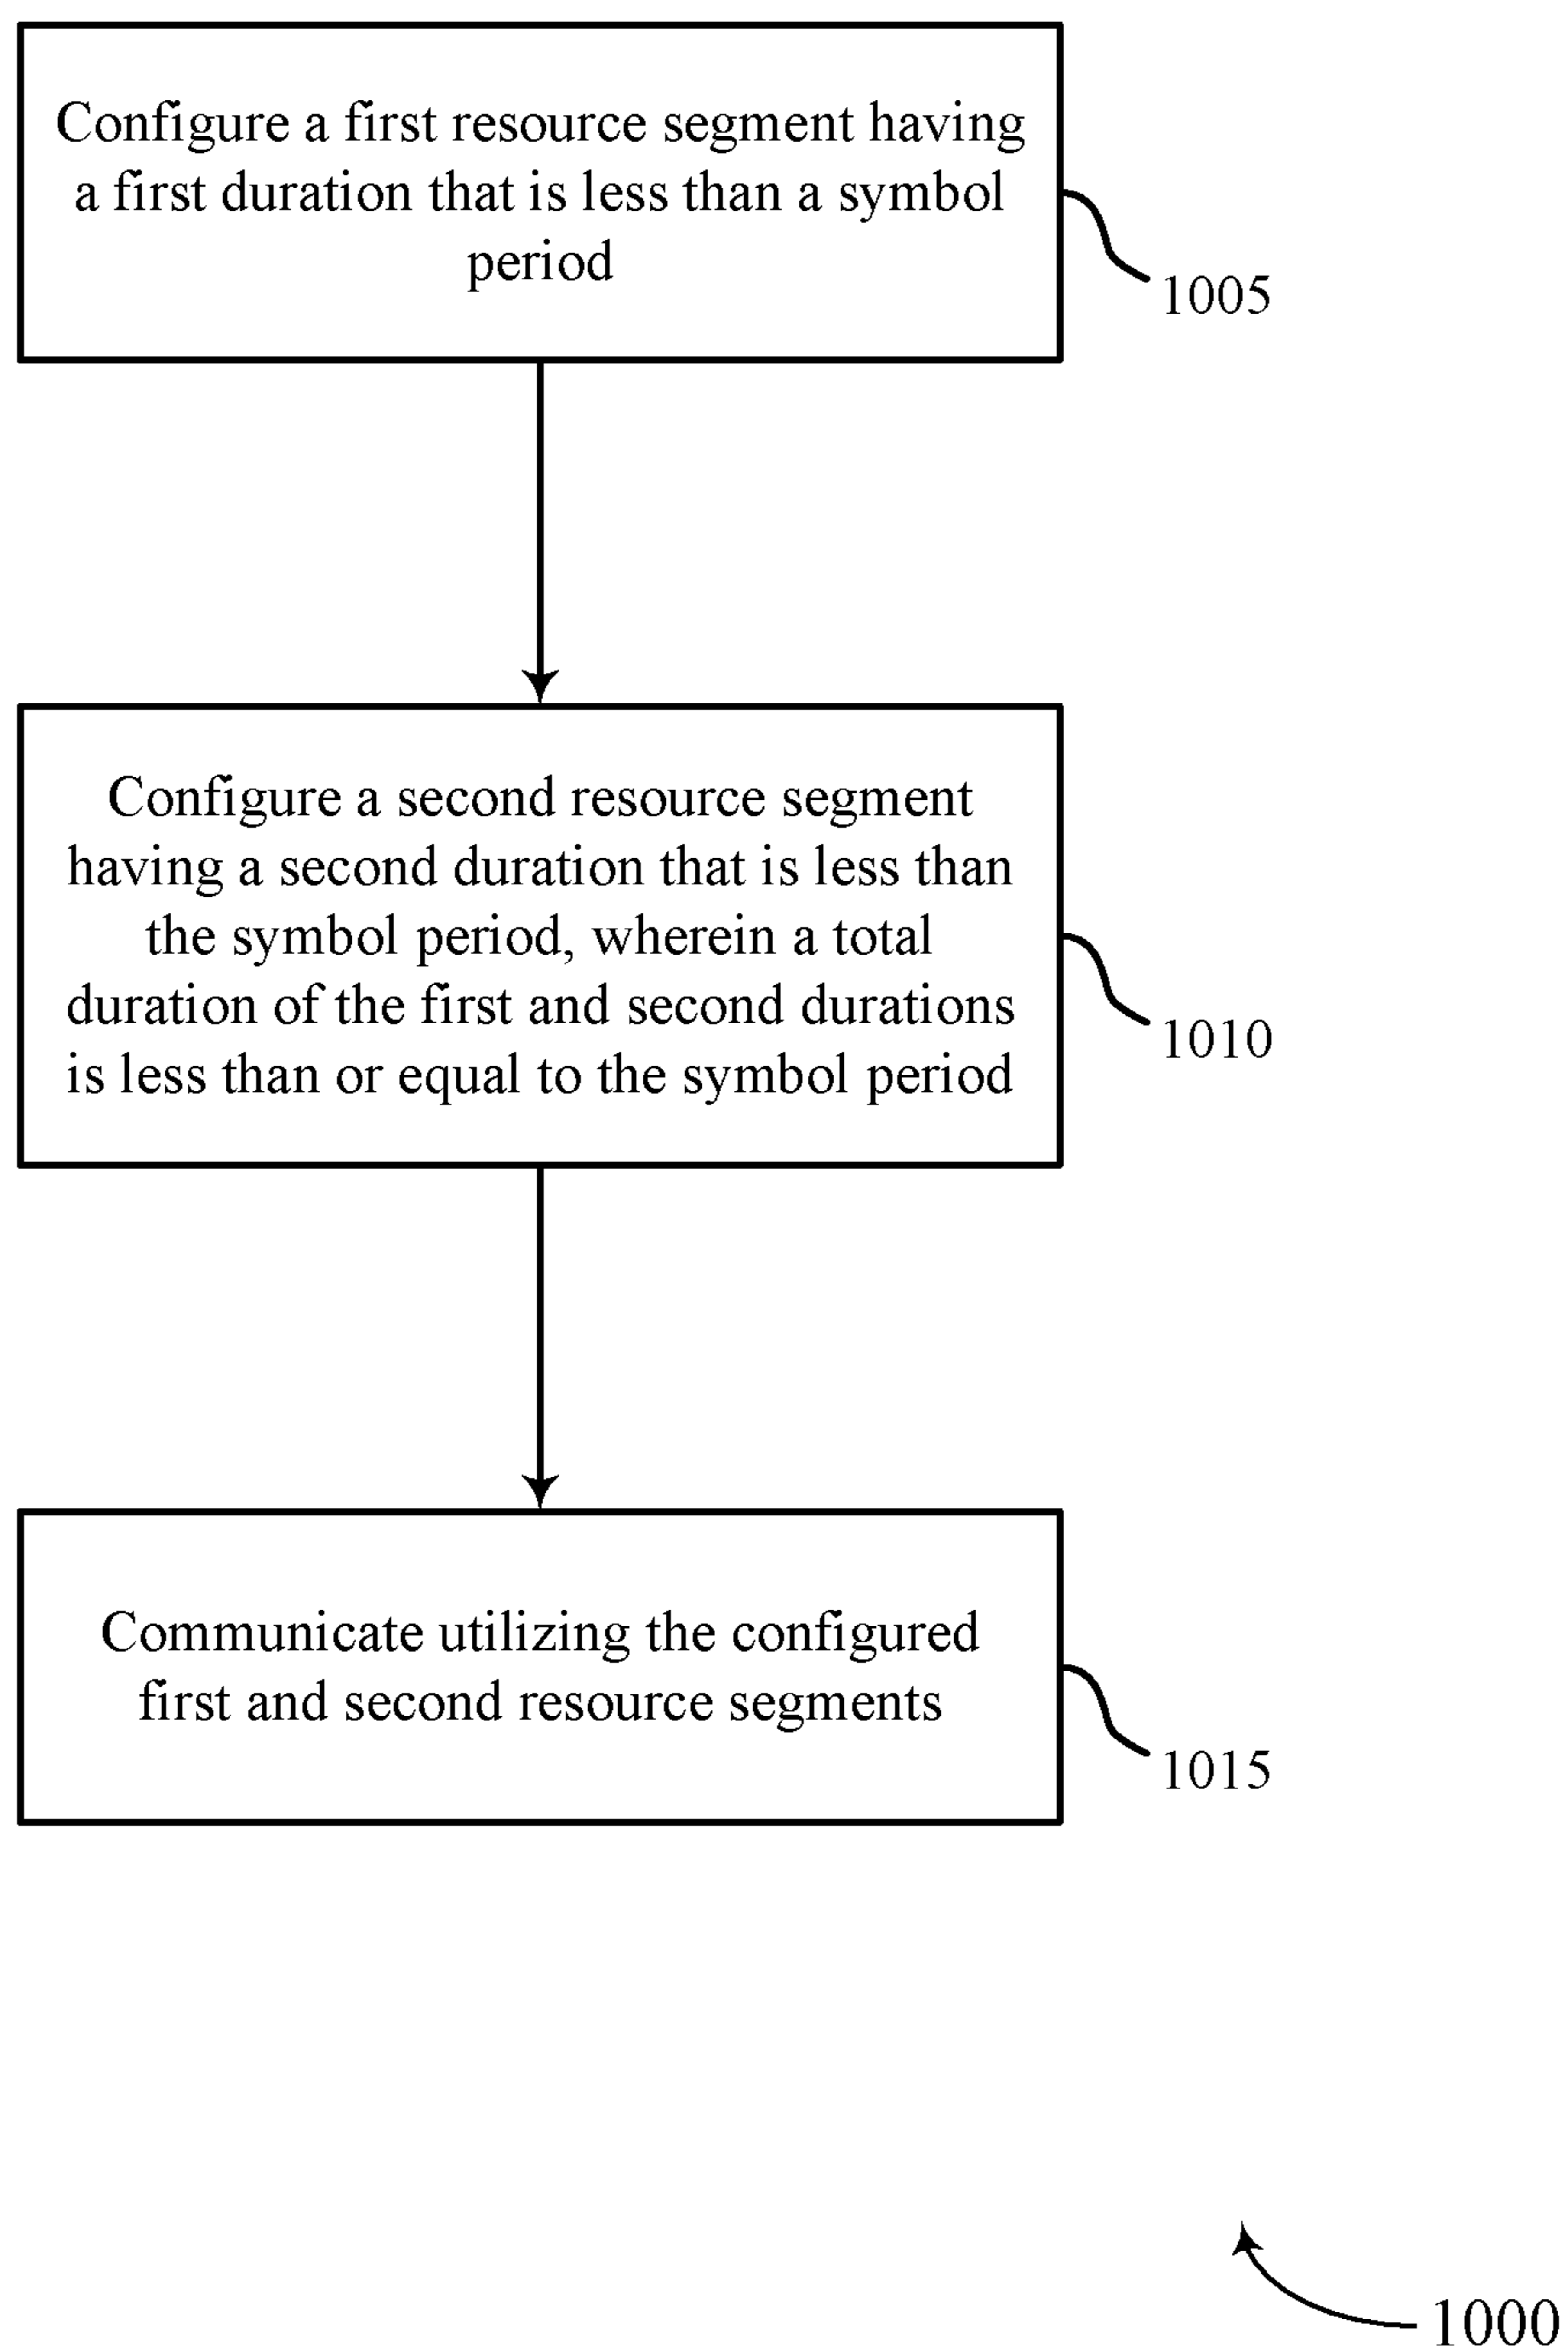 Configure a first resource segment having
a first duration that is less than a symbol
period
1005
Configure a second resource segment
having a second duration that is less than
the symbol period, wherein a total
duration of the first and second durations
is less than or equal to the symbol period
1010
Communicate utilizing the configured
first and second resource segments
1015
1000